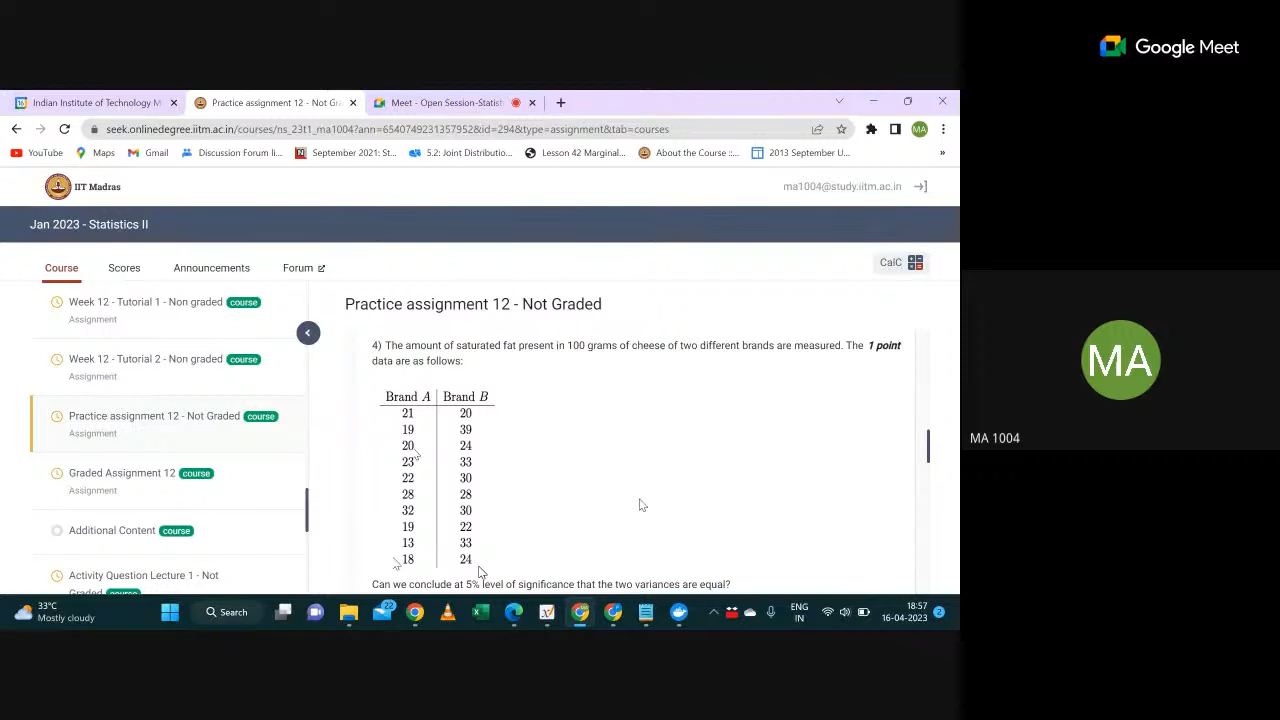 Google Meet
Indian Institute of Technology M
Practice assignment 12 - Not Gr
Meet - Open Session-Statis
seek.onlinedegree.iitm.ac.in/courses/ns_23t1_ma1004?ann=6540749231357952&id=294&type=assignment&tab=courses
MA
YouTube
Maps
Gmail
Discussion Forum li...
September 2021: St...
5.2: Joint Distributio...
Lesson 42 Marginal...
About the Course ::...
2013 September U...
»
IIT Madras
ma1004@study.iitm.ac.in
Jan 2023 - Statistics II
Course
Scores
Announcements
Forum
CalC
Week 12 - Tutorial 1 - Non graded course
Assignment
Week 12 - Tutorial 2 - Non graded course
Assignment
Practice assignment 12 - Not Graded course
Assignment
Graded Assignment 12 course
Assignment
Additional Content course
Activity Question Lecture 1 - Not
Graded course
Practice assignment 12 - Not Graded
4) The amount of saturated fat present in 100 grams of cheese of two different brands are measured. The 1 point
data are as follows:
Brand A Brand B
21 20
19 39
20 24
23 33
22 30
28 28
32 30
19 22
13 33
18 24
Can we conclude at 5% level of significance that the two variances are equal?
MA
MA 1004
33°C
Mostly cloudy
Search
22
ENG
IN
18:57
16-04-2023
2